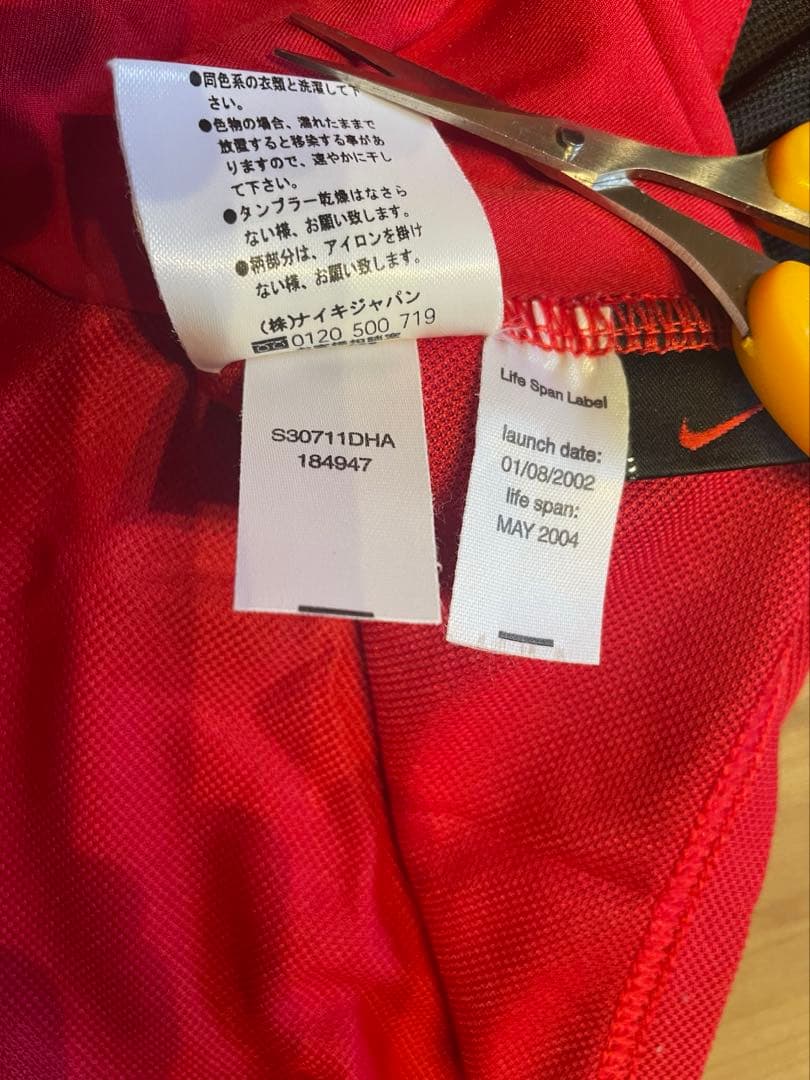 ●同色系の衣類と洗濯して下
さい。
●色物の場合、濡れたままで
放置すると移染する事があ
りますので、速やかに干し
て下さい。
●タンブラー乾燥はなさら
ない様、お願い致します。
●柄部分は、アイロンを掛け
ない様、お願い致します。
(株)ナイキジャパン
0120 500 719
S30711DHA
184947
Life Span Label
launch date:
01/08/2002
life span:
MAY 2004